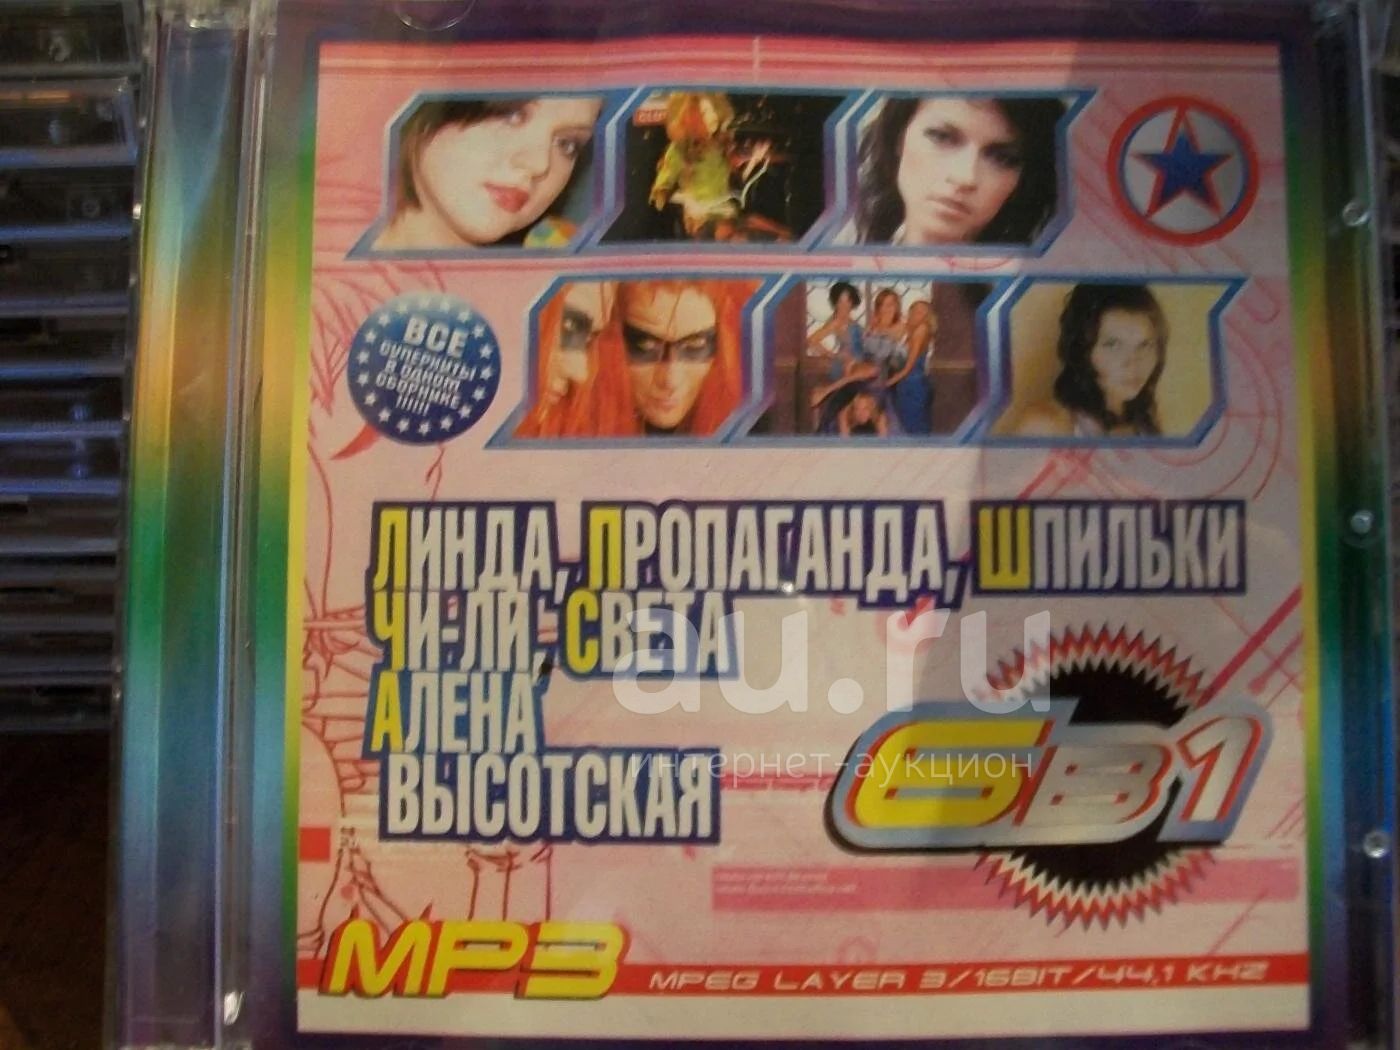 ВСЕ
СУПЕРХИТЫ
В ОДНОМ
СБОРНИКЕ
!!!!!!
ЛИНДА, ПРОПАГАНДА, ШПИЛЬКИ
ЧИ-ЛИ, СВЕТА
АЛЕНА
ВЫСОТСКАЯ
au.ru
интернет-аукцион
6В1
MP3
MPEG LAYER 3/16BIT/44,1 KHZ